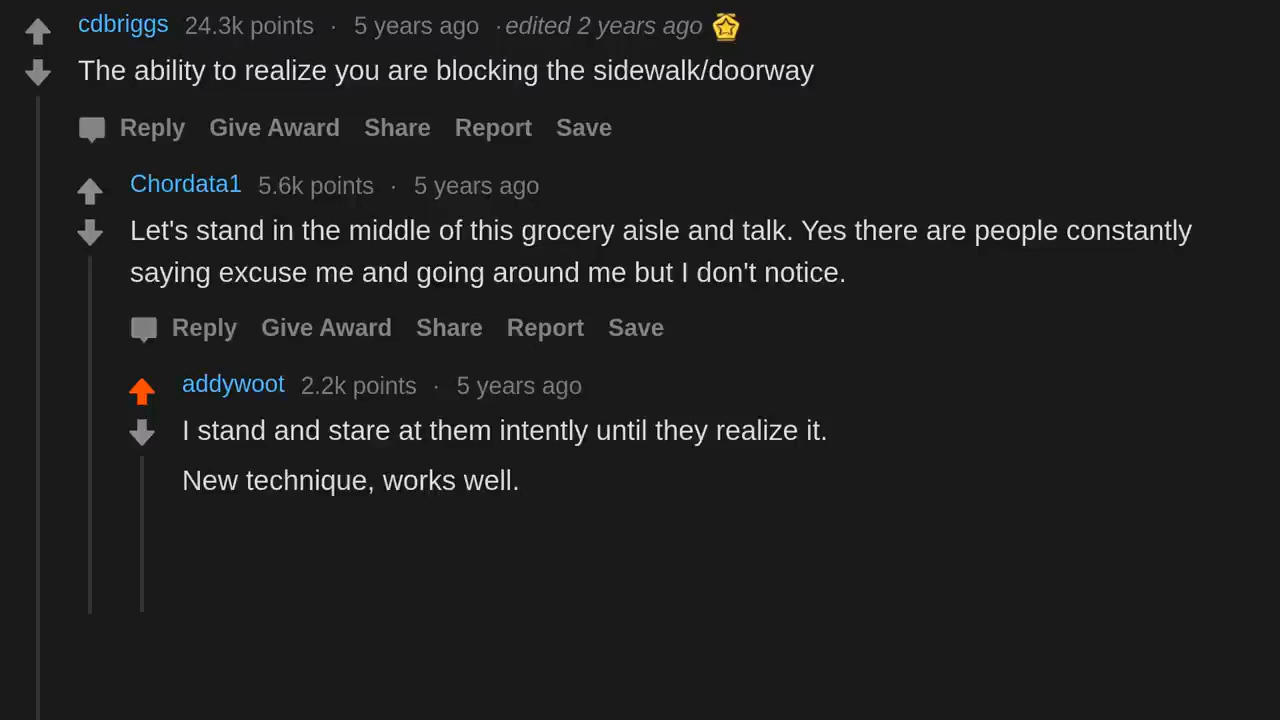 cdbriggs 24.3k points · 5 years ago · edited 2 years ago
The ability to realize you are blocking the sidewalk/doorway
Reply Give Award Share Report Save
Chordata1 5.6k points · 5 years ago
Let's stand in the middle of this grocery aisle and talk. Yes there are people constantly
saying excuse me and going around me but I don't notice.
Reply Give Award Share Report Save
addywoot 2.2k points · 5 years ago
I stand and stare at them intently until they realize it.
New technique, works well.